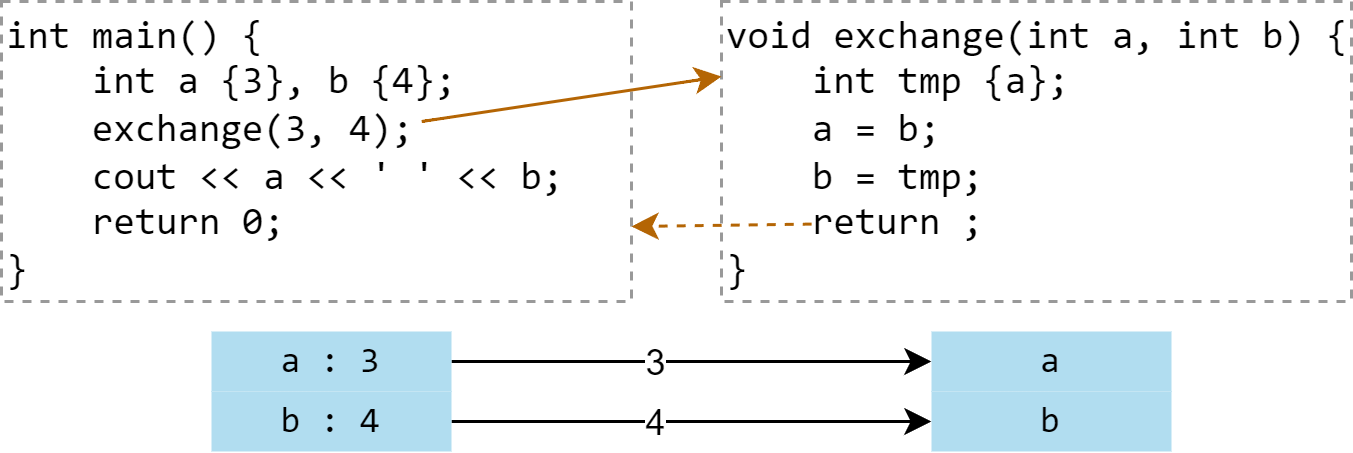 int main() {
    int a {3}, b {4};
    exchange(3, 4);
    cout << a << ' ' << b;
    return 0;
}
void exchange(int a, int b) {
    int tmp {a};
    a = b;
    b = tmp;
    return ;
}
a : 3
3
a
b : 4
4
b